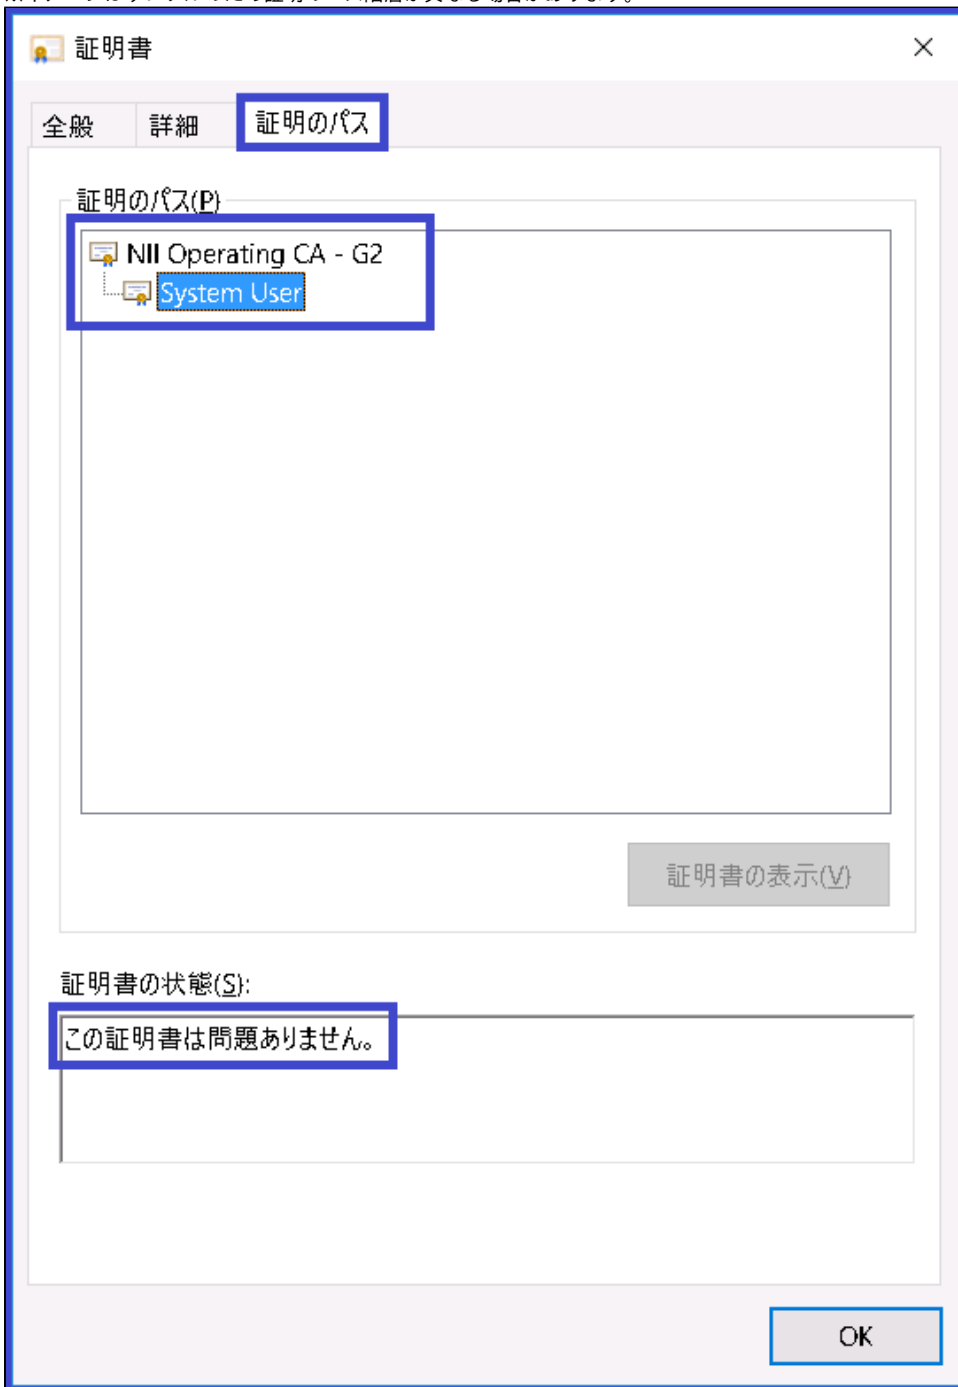 証明書
全般 詳細 証明のパス
証明のパス(P)
NII Operating CA - G2
System User
証明書の表示(V)
証明書の状態(S):
この証明書は問題ありません。
OK